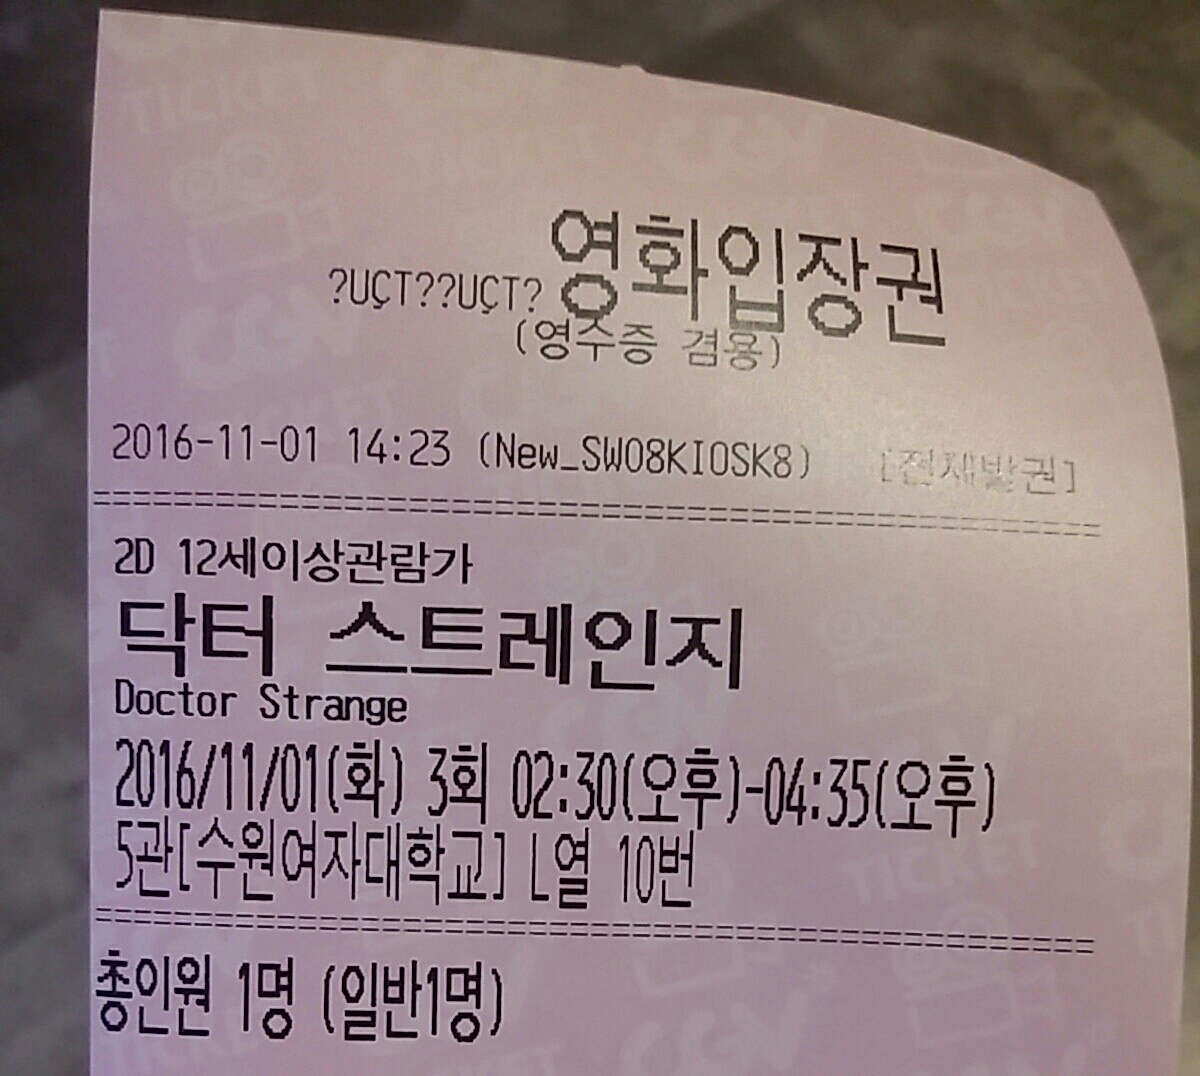 영화입장권
?UÇT??UÇT?
(영수증 겸용)
2016-11-01 14:23 (New_SW08KIOSK8) [전재발권]
==================================================
2D 12세이상관람가
닥터 스트레인지
Doctor Strange
2016/11/01(화) 3회 02:30(오후)-04:35(오후)
5관[수원여자대학교] L열 10번
==================================================
총인원 1명 (일반1명)
CGV
TICKET